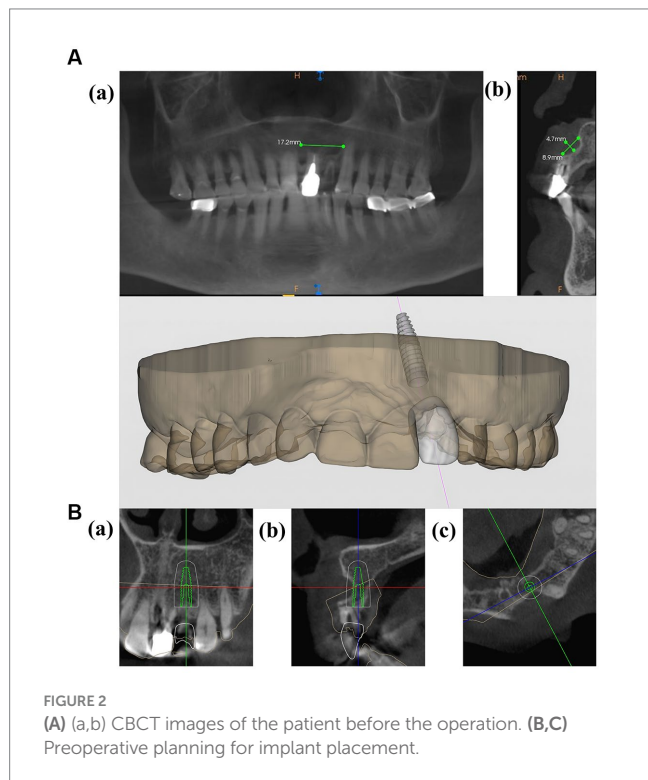 A
(a)
H
17.2mm
F
(b)
H
4.7mm
8.9mm
F
B
(a)
(b)
(c)
FIGURE 2
(A) (a,b) CBCT images of the patient before the operation. (B,C)
Preoperative planning for implant placement.